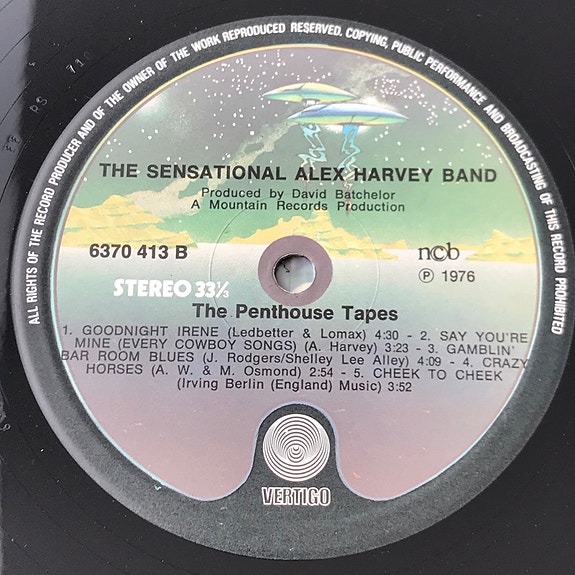 ALL RIGHTS OF THE RECORD PRODUCER AND OF THE OWNER OF THE WORK REPRODUCED RESERVED. COPYING, PUBLIC PERFORMANCE AND BROADCASTING OF THIS RECORD PROHIBITED
THE SENSATIONAL ALEX HARVEY BAND
Produced by David Batchelor
A Mountain Records Production
6370 413 B
ncb
STEREO 33⅓
℗ 1976
The Penthouse Tapes
1. GOODNIGHT IRENE (Ledbetter & Lomax) 4:30 - 2. SAY YOU'RE
MINE (EVERY COWBOY SONGS) (A. Harvey) 3:23 - 3. GAMBLIN'
BAR ROOM BLUES (J. Rodgers/Shelley Lee Alley) 4:09 - 4. CRAZY
HORSES (A. W. & M. Osmond) 2:54 - 5. CHEEK TO CHEEK
(Irving Berlin (England) Music) 3:52
VERTIGO